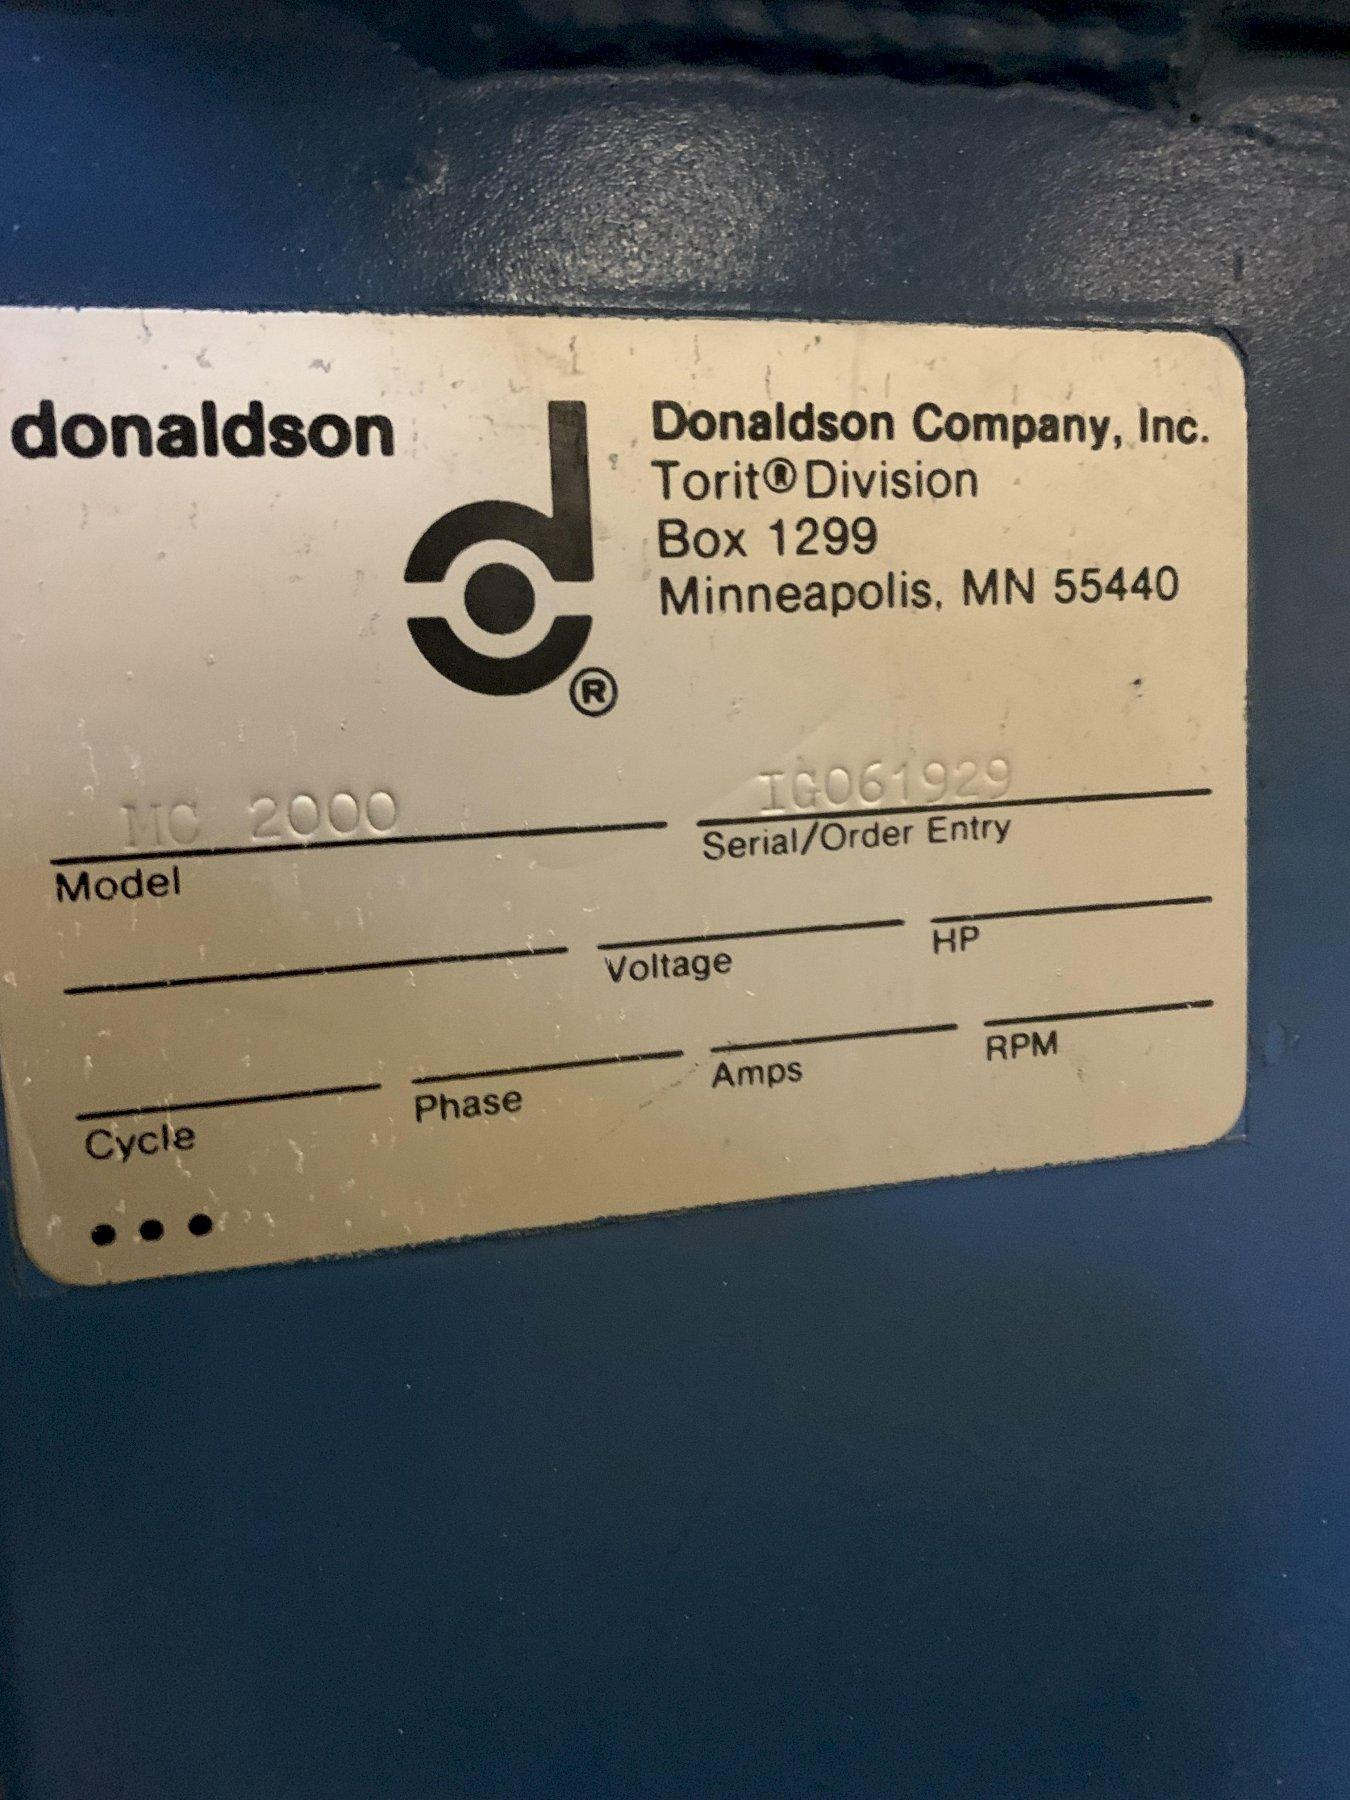 donaldson
d
®
Donaldson Company, Inc.
Torit® Division
Box 1299
Minneapolis, MN 55440
MC 2000
IG061929
Model
Serial/Order Entry
Voltage
HP
Cycle
Phase
Amps
RPM